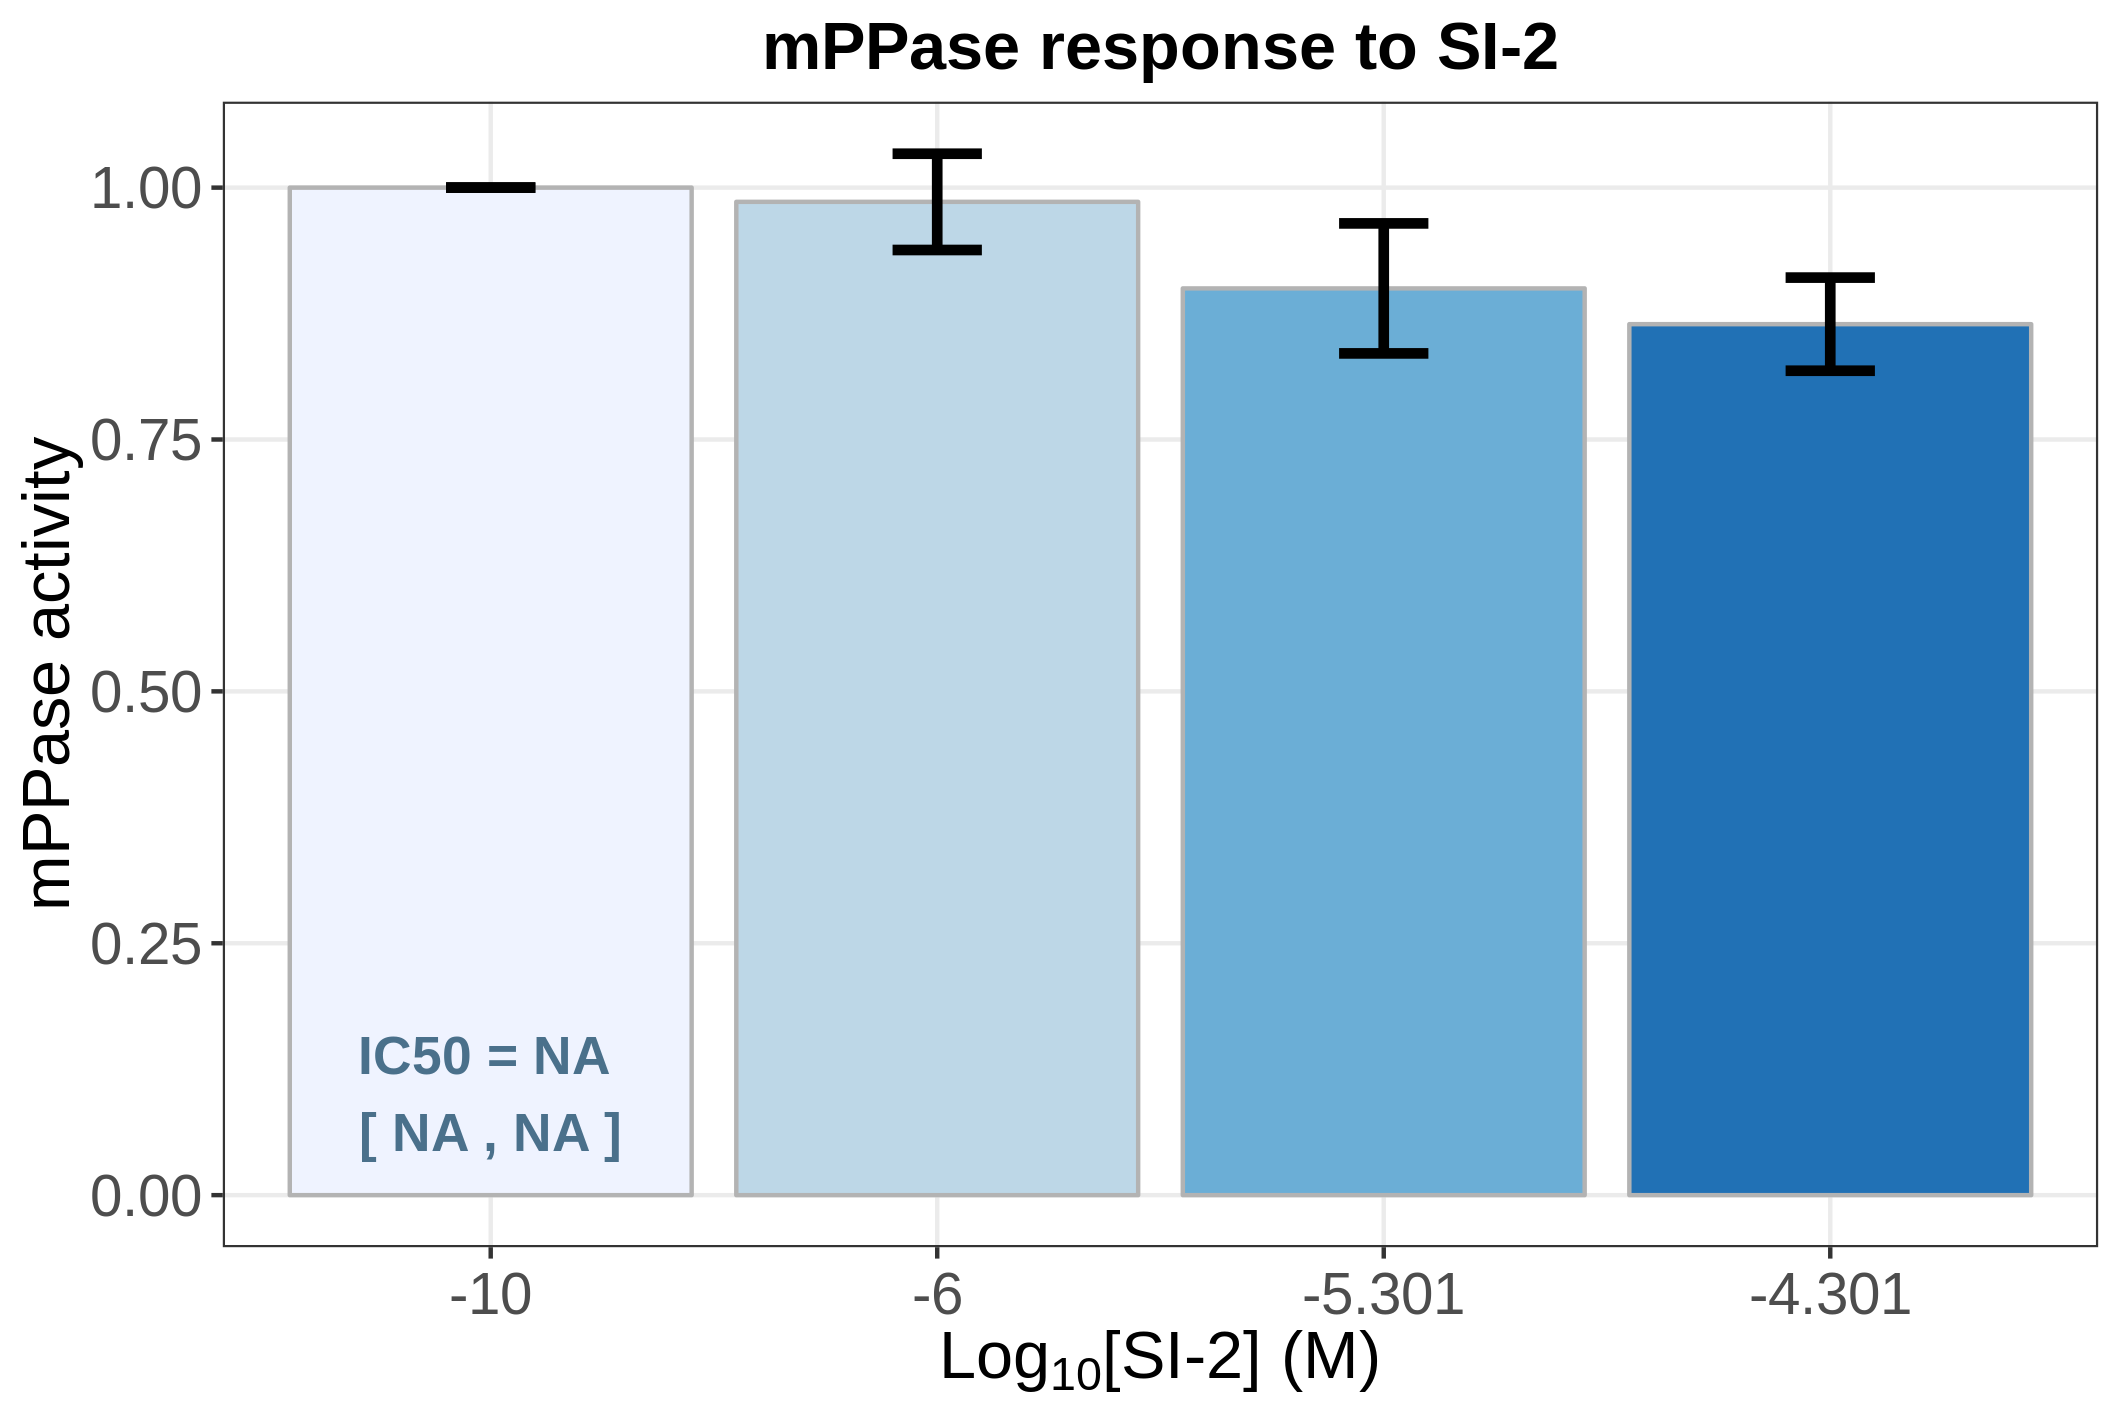 mPPase response to SI-2
mPPase activity
1.00
0.75
0.50
0.25
0.00
IC50 = NA
[ NA , NA ]
-10
-6
-5.301
-4.301
Log₁₀[SI-2] (M)